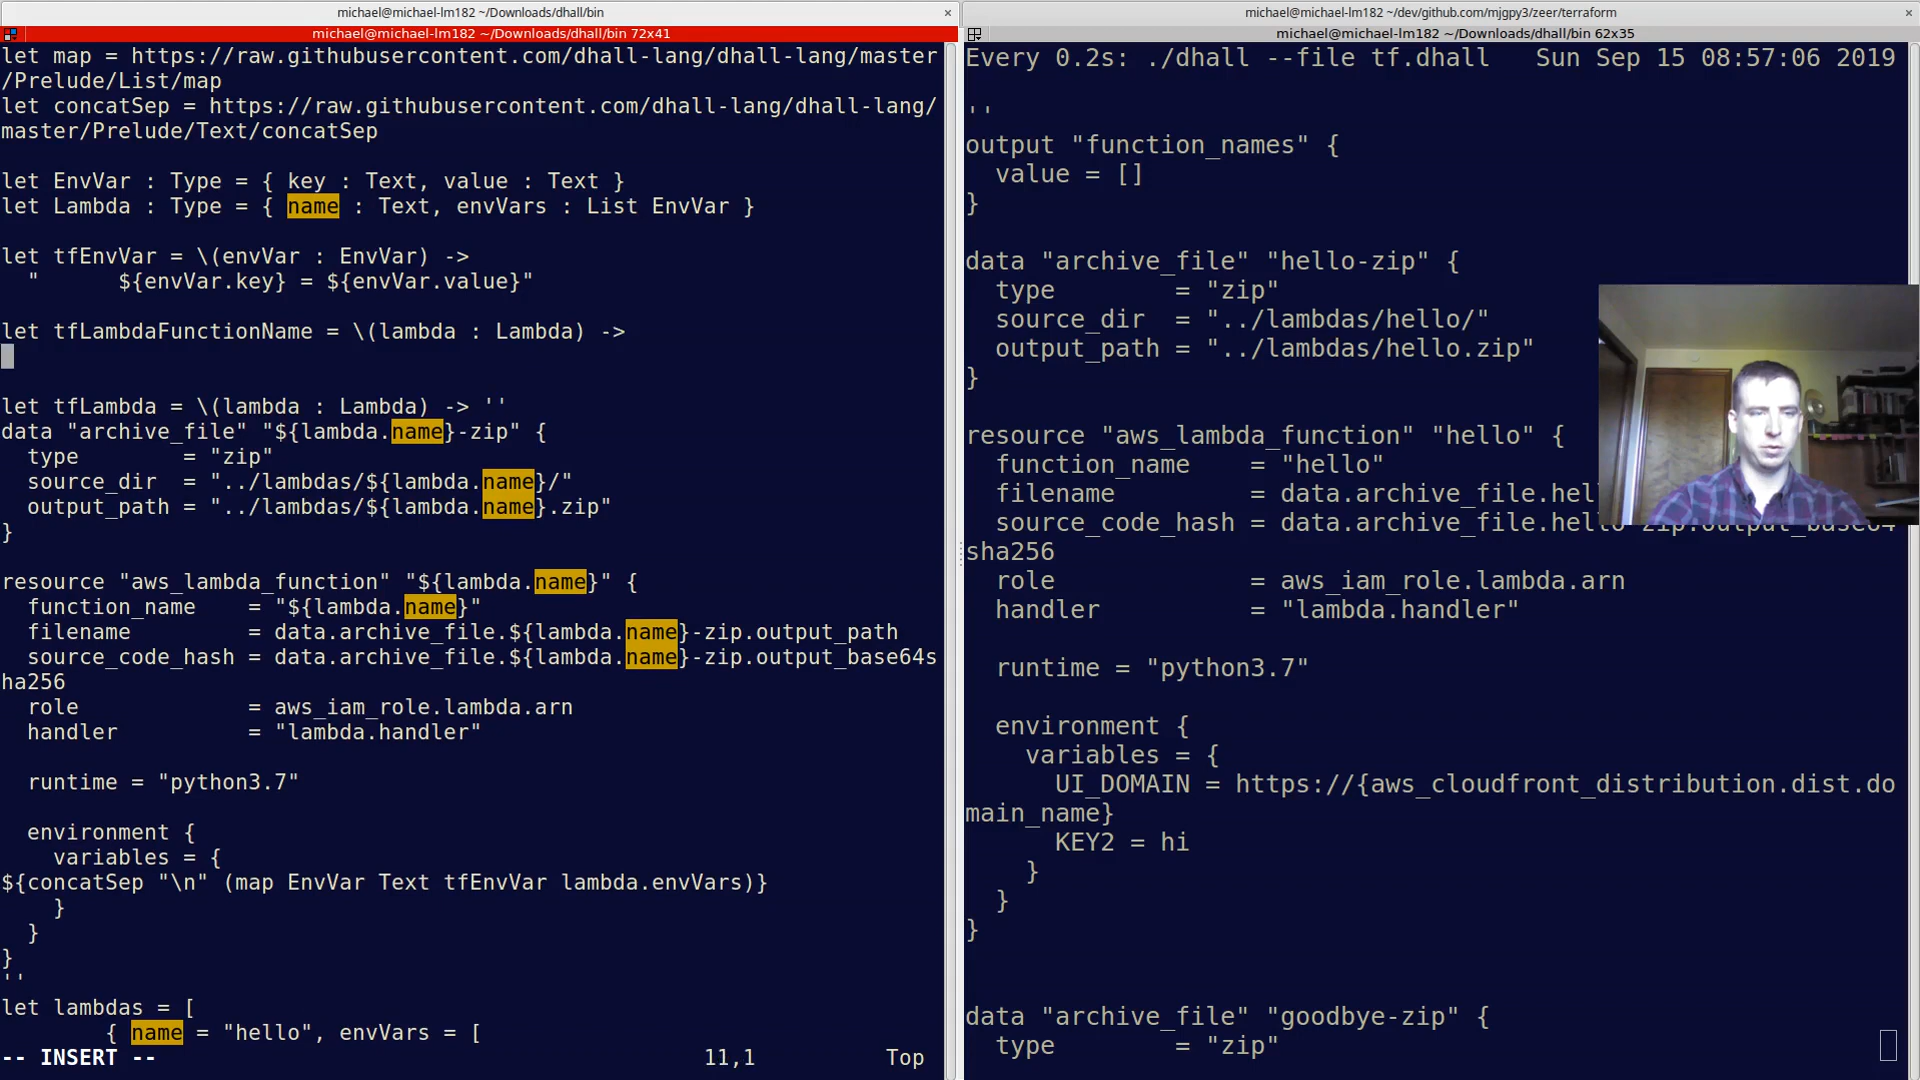 michael@michael-lm182 ~/Downloads/dhall/bin
×
michael@michael-lm182 ~/Downloads/dhall/bin 72x41
let map = https://raw.githubusercontent.com/dhall-lang/dhall-lang/master
/Prelude/List/map
let concatSep = https://raw.githubusercontent.com/dhall-lang/dhall-lang/
master/Prelude/Text/concatSep
let EnvVar : Type = { key : Text, value : Text }
let Lambda : Type = { name : Text, envVars : List EnvVar }
let tfEnvVar = \(envVar : EnvVar) ->
  "      ${envVar.key} = ${envVar.value}"
let tfLambdaFunctionName = \(lambda : Lambda) ->
let tfLambda = \(lambda : Lambda) -> ''
data "archive_file" "${lambda.name}-zip" {
  type        = "zip"
  source_dir  = "../lambdas/${lambda.name}/"
  output_path = "../lambdas/${lambda.name}.zip"
}
resource "aws_lambda_function" "${lambda.name}" {
  function_name    = "${lambda.name}"
  filename         = data.archive_file.${lambda.name}-zip.output_path
  source_code_hash = data.archive_file.${lambda.name}-zip.output_base64s
ha256
  role             = aws_iam_role.lambda.arn
  handler          = "lambda.handler"
  runtime = "python3.7"
  environment {
    variables = {
${concatSep "\n" (map EnvVar Text tfEnvVar lambda.envVars)}
    }
  }
}
''
let lambdas = [
        { name = "hello", envVars = [
-- INSERT --                                          11,1          Top
michael@michael-lm182 ~/dev/github.com/mjgpy3/zeer/terraform
×
michael@michael-lm182 ~/Downloads/dhall/bin 62x35
Every 0.2s: ./dhall --file tf.dhall   Sun Sep 15 08:57:06 2019
''
output "function_names" {
  value = []
}
data "archive_file" "hello-zip" {
  type        = "zip"
  source_dir  = "../lambdas/hello/"
  output_path = "../lambdas/hello.zip"
}
resource "aws_lambda_function" "hello" {
  function_name    = "hello"
  filename         = data.archive_file.hel
  source_code_hash = data.archive_file.hello-zip.output_base64
sha256
  role             = aws_iam_role.lambda.arn
  handler          = "lambda.handler"
  runtime = "python3.7"
  environment {
    variables = {
      UI_DOMAIN = https://{aws_cloudfront_distribution.dist.do
main_name}
      KEY2 = hi
    }
  }
}
data "archive_file" "goodbye-zip" {
  type        = "zip"